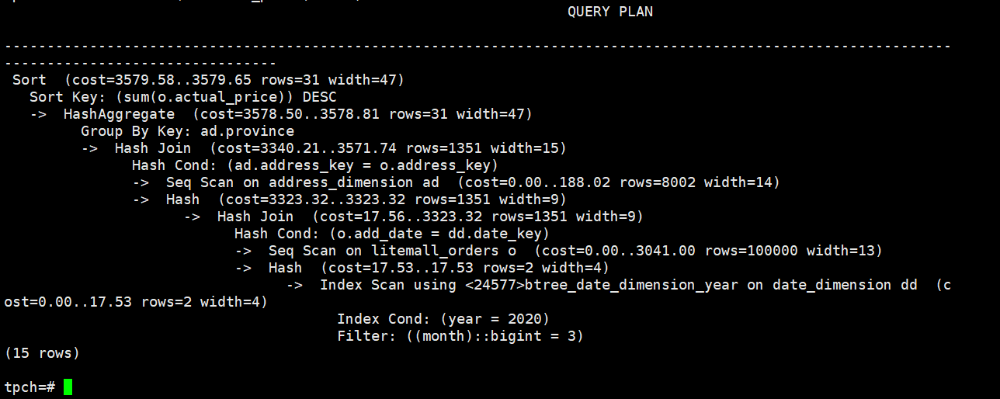 QUERY PLAN
----------------------------------------------------------------------------------------------------------------
--------------------------------
Sort  (cost=3579.58..3579.65 rows=31 width=47)
Sort Key: (sum(o.actual_price)) DESC
->  HashAggregate  (cost=3578.50..3578.81 rows=31 width=47)
Group By Key: ad.province
->  Hash Join  (cost=3340.21..3571.74 rows=1351 width=15)
Hash Cond: (ad.address_key = o.address_key)
->  Seq Scan on address_dimension ad  (cost=0.00..188.02 rows=8002 width=14)
->  Hash  (cost=3323.32..3323.32 rows=1351 width=9)
->  Hash Join  (cost=17.56..3323.32 rows=1351 width=9)
Hash Cond: (o.add_date = dd.date_key)
->  Seq Scan on litemall_orders o  (cost=0.00..3041.00 rows=100000 width=13)
->  Hash  (cost=17.53..17.53 rows=2 width=4)
->  Index Scan using <24577>btree_date_dimension_year on date_dimension dd  (c
ost=0.00..17.53 rows=2 width=4)
Index Cond: (year = 2020)
Filter: ((month)::bigint = 3)
(15 rows)
tpch=#